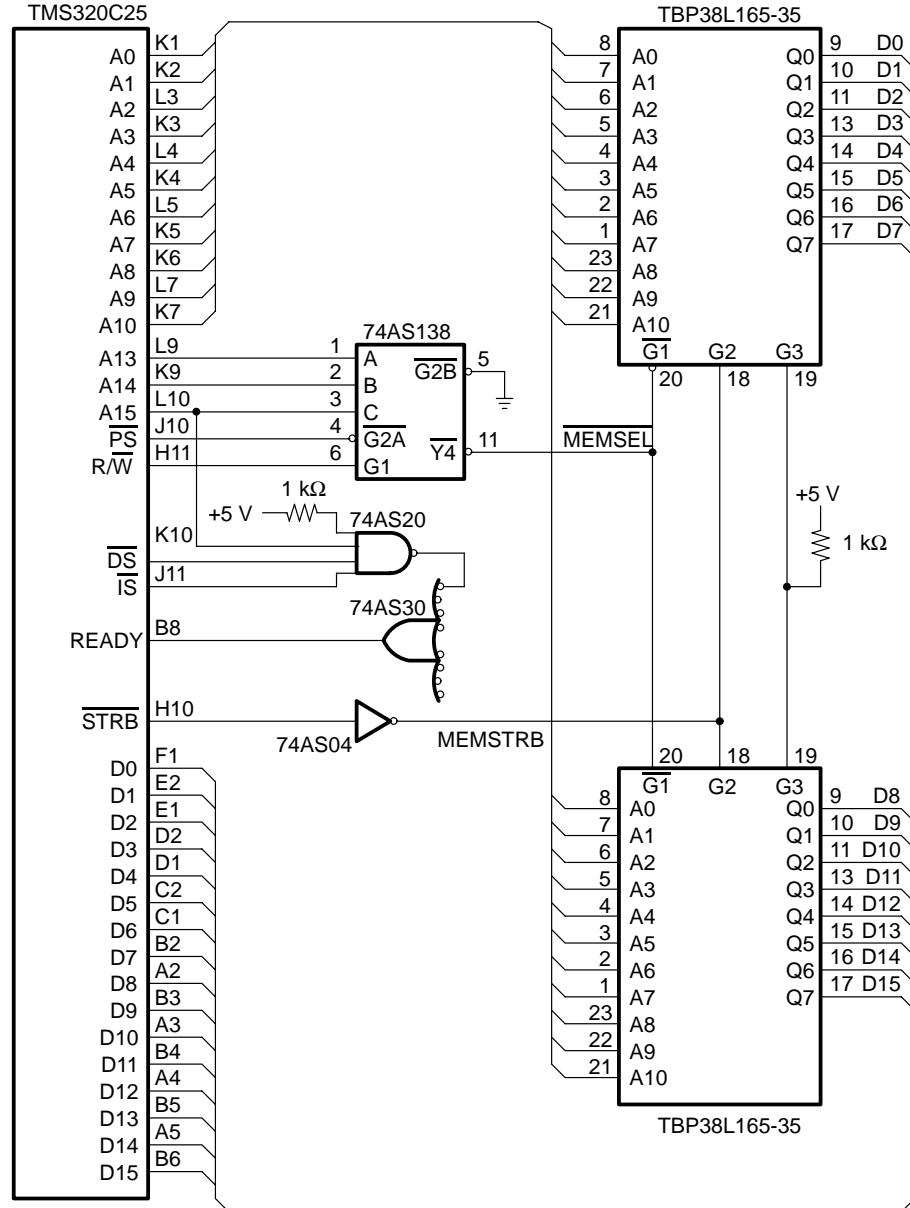 TMS320C25
TBP38L165-35
A0 K1
A1 K2
A2 L3
A3 K3
A4 L4
A5 K4
A6 L5
A7 K5
A8 K6
A9 L7
A10 K7
A13 L9
A14 K9
A15 L10
PS J10
R/W H11
DS K10
IS J11
READY B8
STRB H10
D0 F1
D1 E2
D2 E1
D3 D2
D4 D1
D5 C2
D6 C1
D7 B2
D8 A2
D9 B3
D10 A3
D11 B4
D12 A4
D13 B5
D14 A5
D15 B6
74AS138
1 A
2 B
3 C
4 G2A
6 G1
G2B 5
Y4 11
MEMSEL
1 kΩ
+5 V
74AS20
74AS30
74AS04
MEMSTRB
8 A0 Q0 9 D0
7 A1 Q1 10 D1
6 A2 Q2 11 D2
5 A3 Q3 13 D3
4 A4 Q4 14 D4
3 A5 Q5 15 D5
2 A6 Q6 16 D6
1 A7 Q7 17 D7
23 A8
22 A9
21 A10
G1 G2 G3
20 18 19
+5 V
1 kΩ
20 18 19
G1 G2 G3
8 A0 Q0 9 D8
7 A1 Q1 10 D9
6 A2 Q2 11 D10
5 A3 Q3 13 D11
4 A4 Q4 14 D12
3 A5 Q5 15 D13
2 A6 Q6 16 D14
1 A7 Q7 17 D15
23 A8
22 A9
21 A10
TBP38L165-35